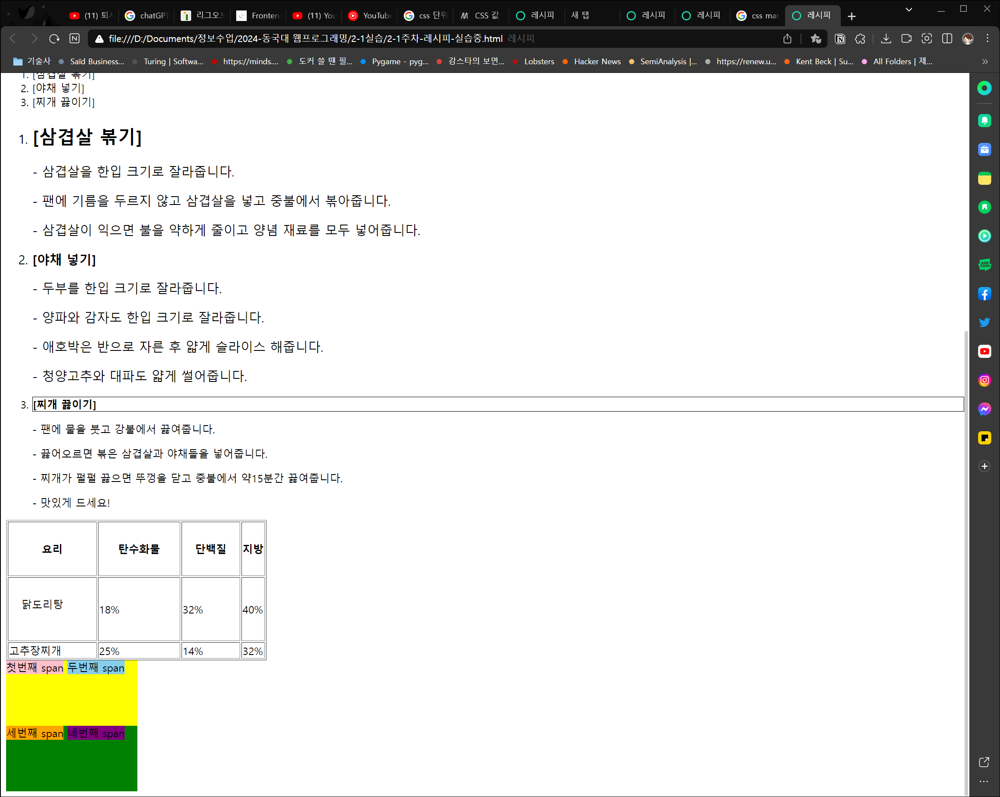 (11) 퇴사
chatGPT
리그오브
Fronten
(11) You
YouTube
css 단위
CSS 값
레시피
새 탭
레시피
레시피
css mar
레시피
file:///D:/Documents/정보수업/2024-동국대 웹프로그래밍/2-1실습/2-1주차-레시피-실습중.html 레시피
기술사
Saïd Business...
Turing | Softwa...
https://minds....
도커 쓸 땐 필...
Pygame - pyg...
강스타의 보면...
Lobsters
Hacker News
SemiAnalysis |...
https://renew.u...
Kent Beck | Su...
All Folders | 제...
1. [삼겹살 볶기]
2. [야채 넣기]
3. [찌개 끓이기]
1. [삼겹살 볶기]
- 삼겹살을 한입 크기로 잘라줍니다.
- 팬에 기름을 두르지 않고 삼겹살을 넣고 중불에서 볶아줍니다.
- 삼겹살이 익으면 불을 약하게 줄이고 양념 재료를 모두 넣어줍니다.
2. [야채 넣기]
- 두부를 한입 크기로 잘라줍니다.
- 양파와 감자도 한입 크기로 잘라줍니다.
- 애호박은 반으로 자른 후 얇게 슬라이스 해줍니다.
- 청양고추와 대파도 얇게 썰어줍니다.
3. [찌개 끓이기]
- 팬에 물을 붓고 강불에서 끓여줍니다.
- 끓어오르면 볶은 삼겹살과 야채들을 넣어줍니다.
- 찌개가 펄펄 끓으면 뚜껑을 닫고 중불에서 약15분간 끓여줍니다.
- 맛있게 드세요!
요리 탄수화물 단백질 지방
닭도리탕 18% 32% 40%
고추장찌개 25% 14% 32%
첫번째 span 두번째 span
세번째 span 네번째 span
WEB
TOON